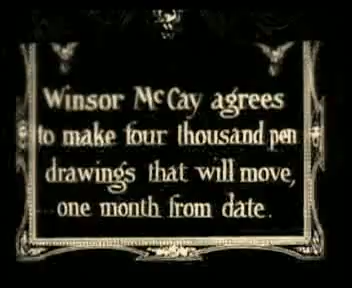 Winsor McCay agrees
to make four thousand pen
drawings that will move,
one month from date.